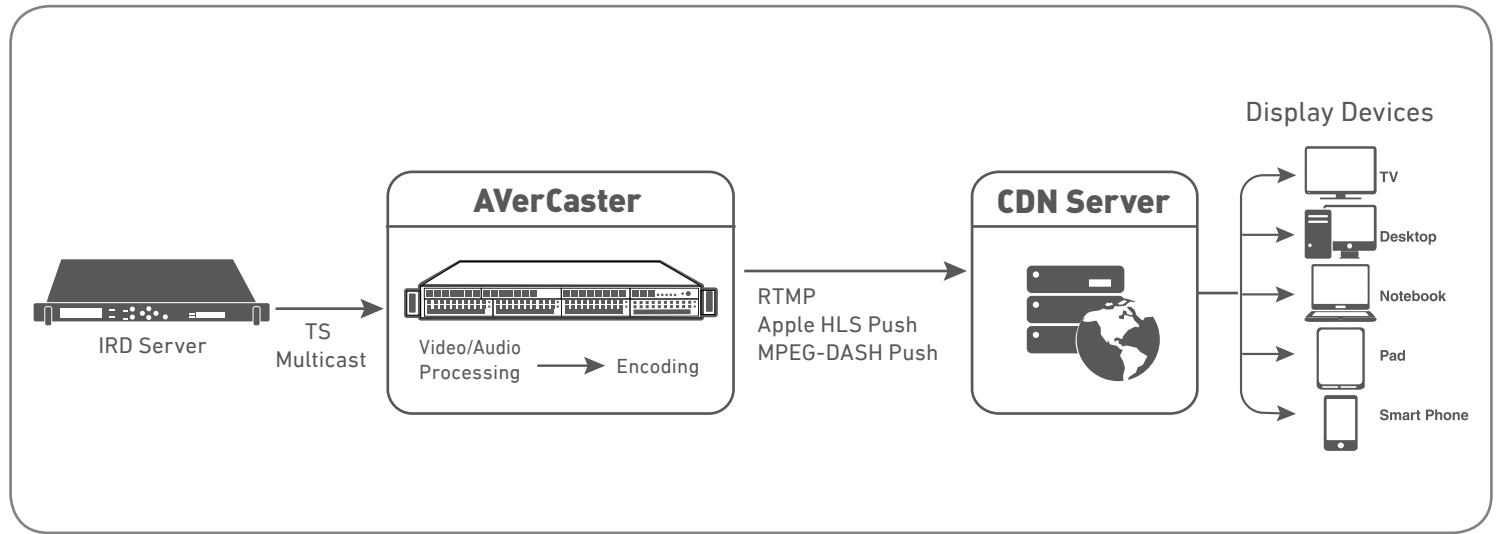 Display Devices
AVerCaster
CDN Server
IRD Server
TS
Multicast
Video/Audio
Processing
Encoding
RTMP
Apple HLS Push
MPEG-DASH Push
TV
Desktop
Notebook
Pad
Smart Phone